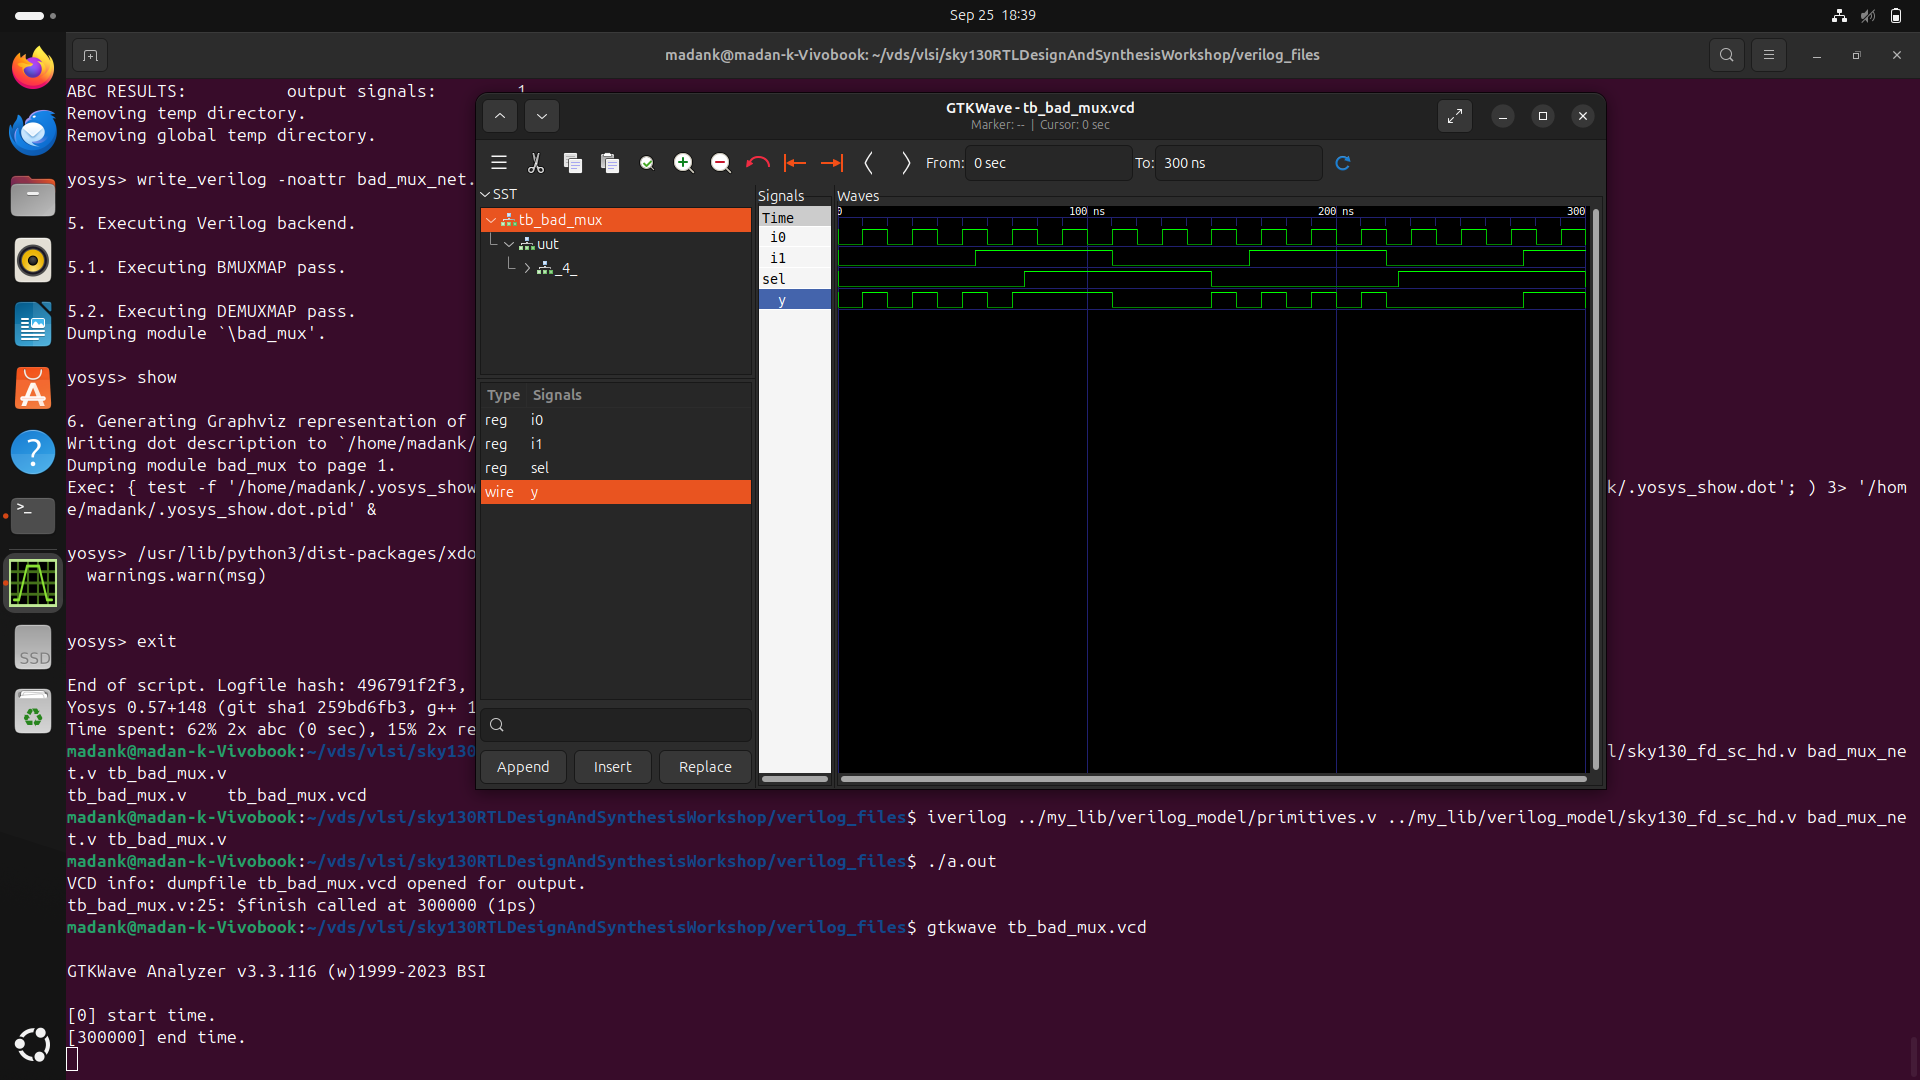 Sep 25 18:39
madank@madan-k-Vivobook: ~/vds/vlsi/sky130RTLDesignAndSynthesisWorkshop/verilog_files
ABC RESULTS: output signals: 1
Removing temp directory.
Removing global temp directory.
yosys> write_verilog -noattr bad_mux_net.
5. Executing Verilog backend.
5.1. Executing BMUXMAP pass.
5.2. Executing DEMUXMAP pass.
Dumping module `\bad_mux'.
yosys> show
6. Generating Graphviz representation of
Writing dot description to `/home/madank/
Dumping module bad_mux to page 1.
Exec: { test -f '/home/madank/.yosys_show k/.yosys_show.dot'; ) 3> '/hom
e/madank/.yosys_show.dot.pid' &
yosys> /usr/lib/python3/dist-packages/xdo
warnings.warn(msg)
yosys> exit
End of script. Logfile hash: 496791f2f3,
Yosys 0.57+148 (git sha1 259bd6fb3, g++ 1
Time spent: 62% 2x abc (0 sec), 15% 2x re
madank@madan-k-Vivobook:~/vds/vlsi/sky130 l/sky130_fd_sc_hd.v bad_mux_ne
t.v tb_bad_mux.v
tb_bad_mux.v tb_bad_mux.vcd
madank@madan-k-Vivobook:~/vds/vlsi/sky130RTLDesignAndSynthesisWorkshop/verilog_files$ iverilog ../my_lib/verilog_model/primitives.v ../my_lib/verilog_model/sky130_fd_sc_hd.v bad_mux_ne
t.v tb_bad_mux.v
madank@madan-k-Vivobook:~/vds/vlsi/sky130RTLDesignAndSynthesisWorkshop/verilog_files$ ./a.out
VCD info: dumpfile tb_bad_mux.vcd opened for output.
tb_bad_mux.v:25: $finish called at 300000 (1ps)
madank@madan-k-Vivobook:~/vds/vlsi/sky130RTLDesignAndSynthesisWorkshop/verilog_files$ gtkwave tb_bad_mux.vcd
GTKWave Analyzer v3.3.116 (w)1999-2023 BSI
[0] start time.
[300000] end time.
GTKWave - tb_bad_mux.vcd
Marker: -- | Cursor: 0 sec
From: 0 sec To: 300 ns
SST
tb_bad_mux
uut
_4_
Type Signals
reg i0
reg i1
reg sel
wire y
Append Insert Replace
Signals
Time
i0
i1
sel
y
Waves
0 100 ns 200 ns 300
SSD